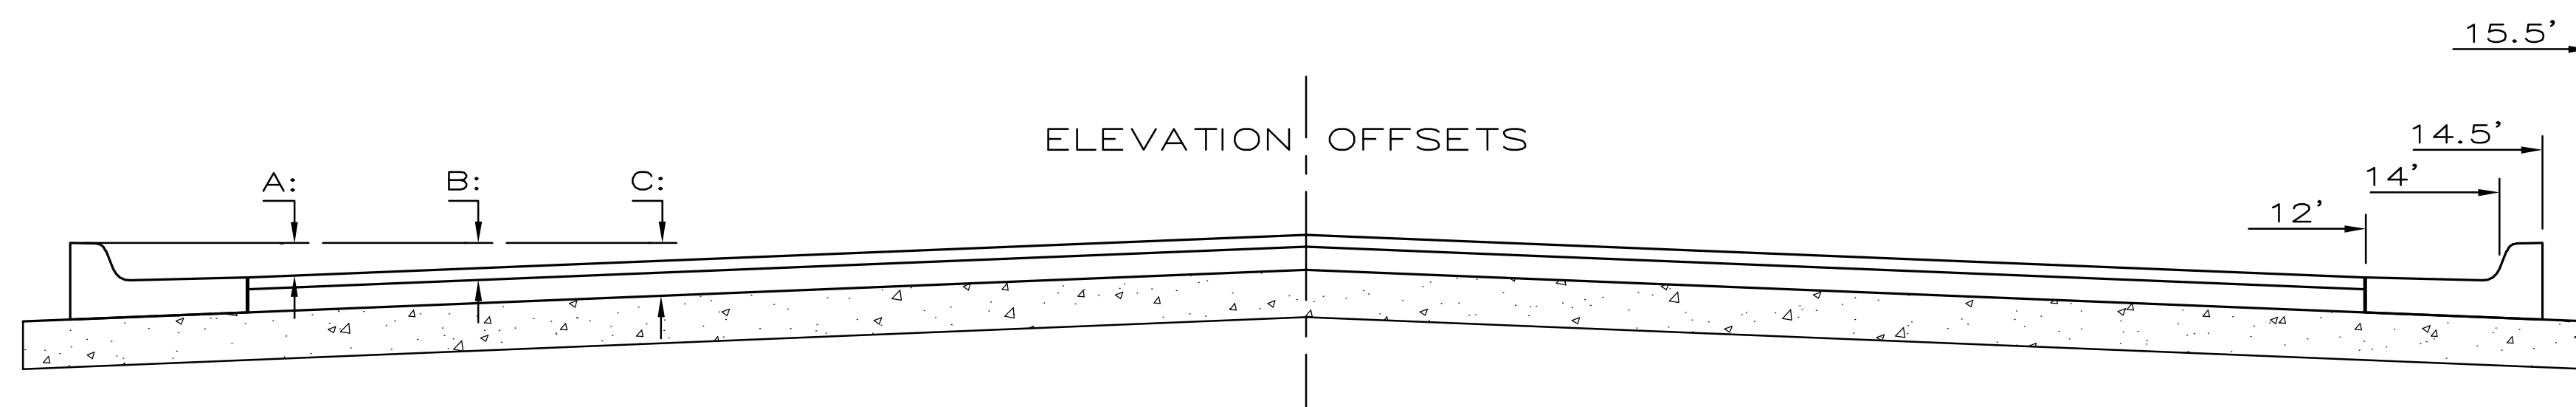 15.5’
ELEVATION OFFSETS
14.5’
A: B: C:
14’
12’